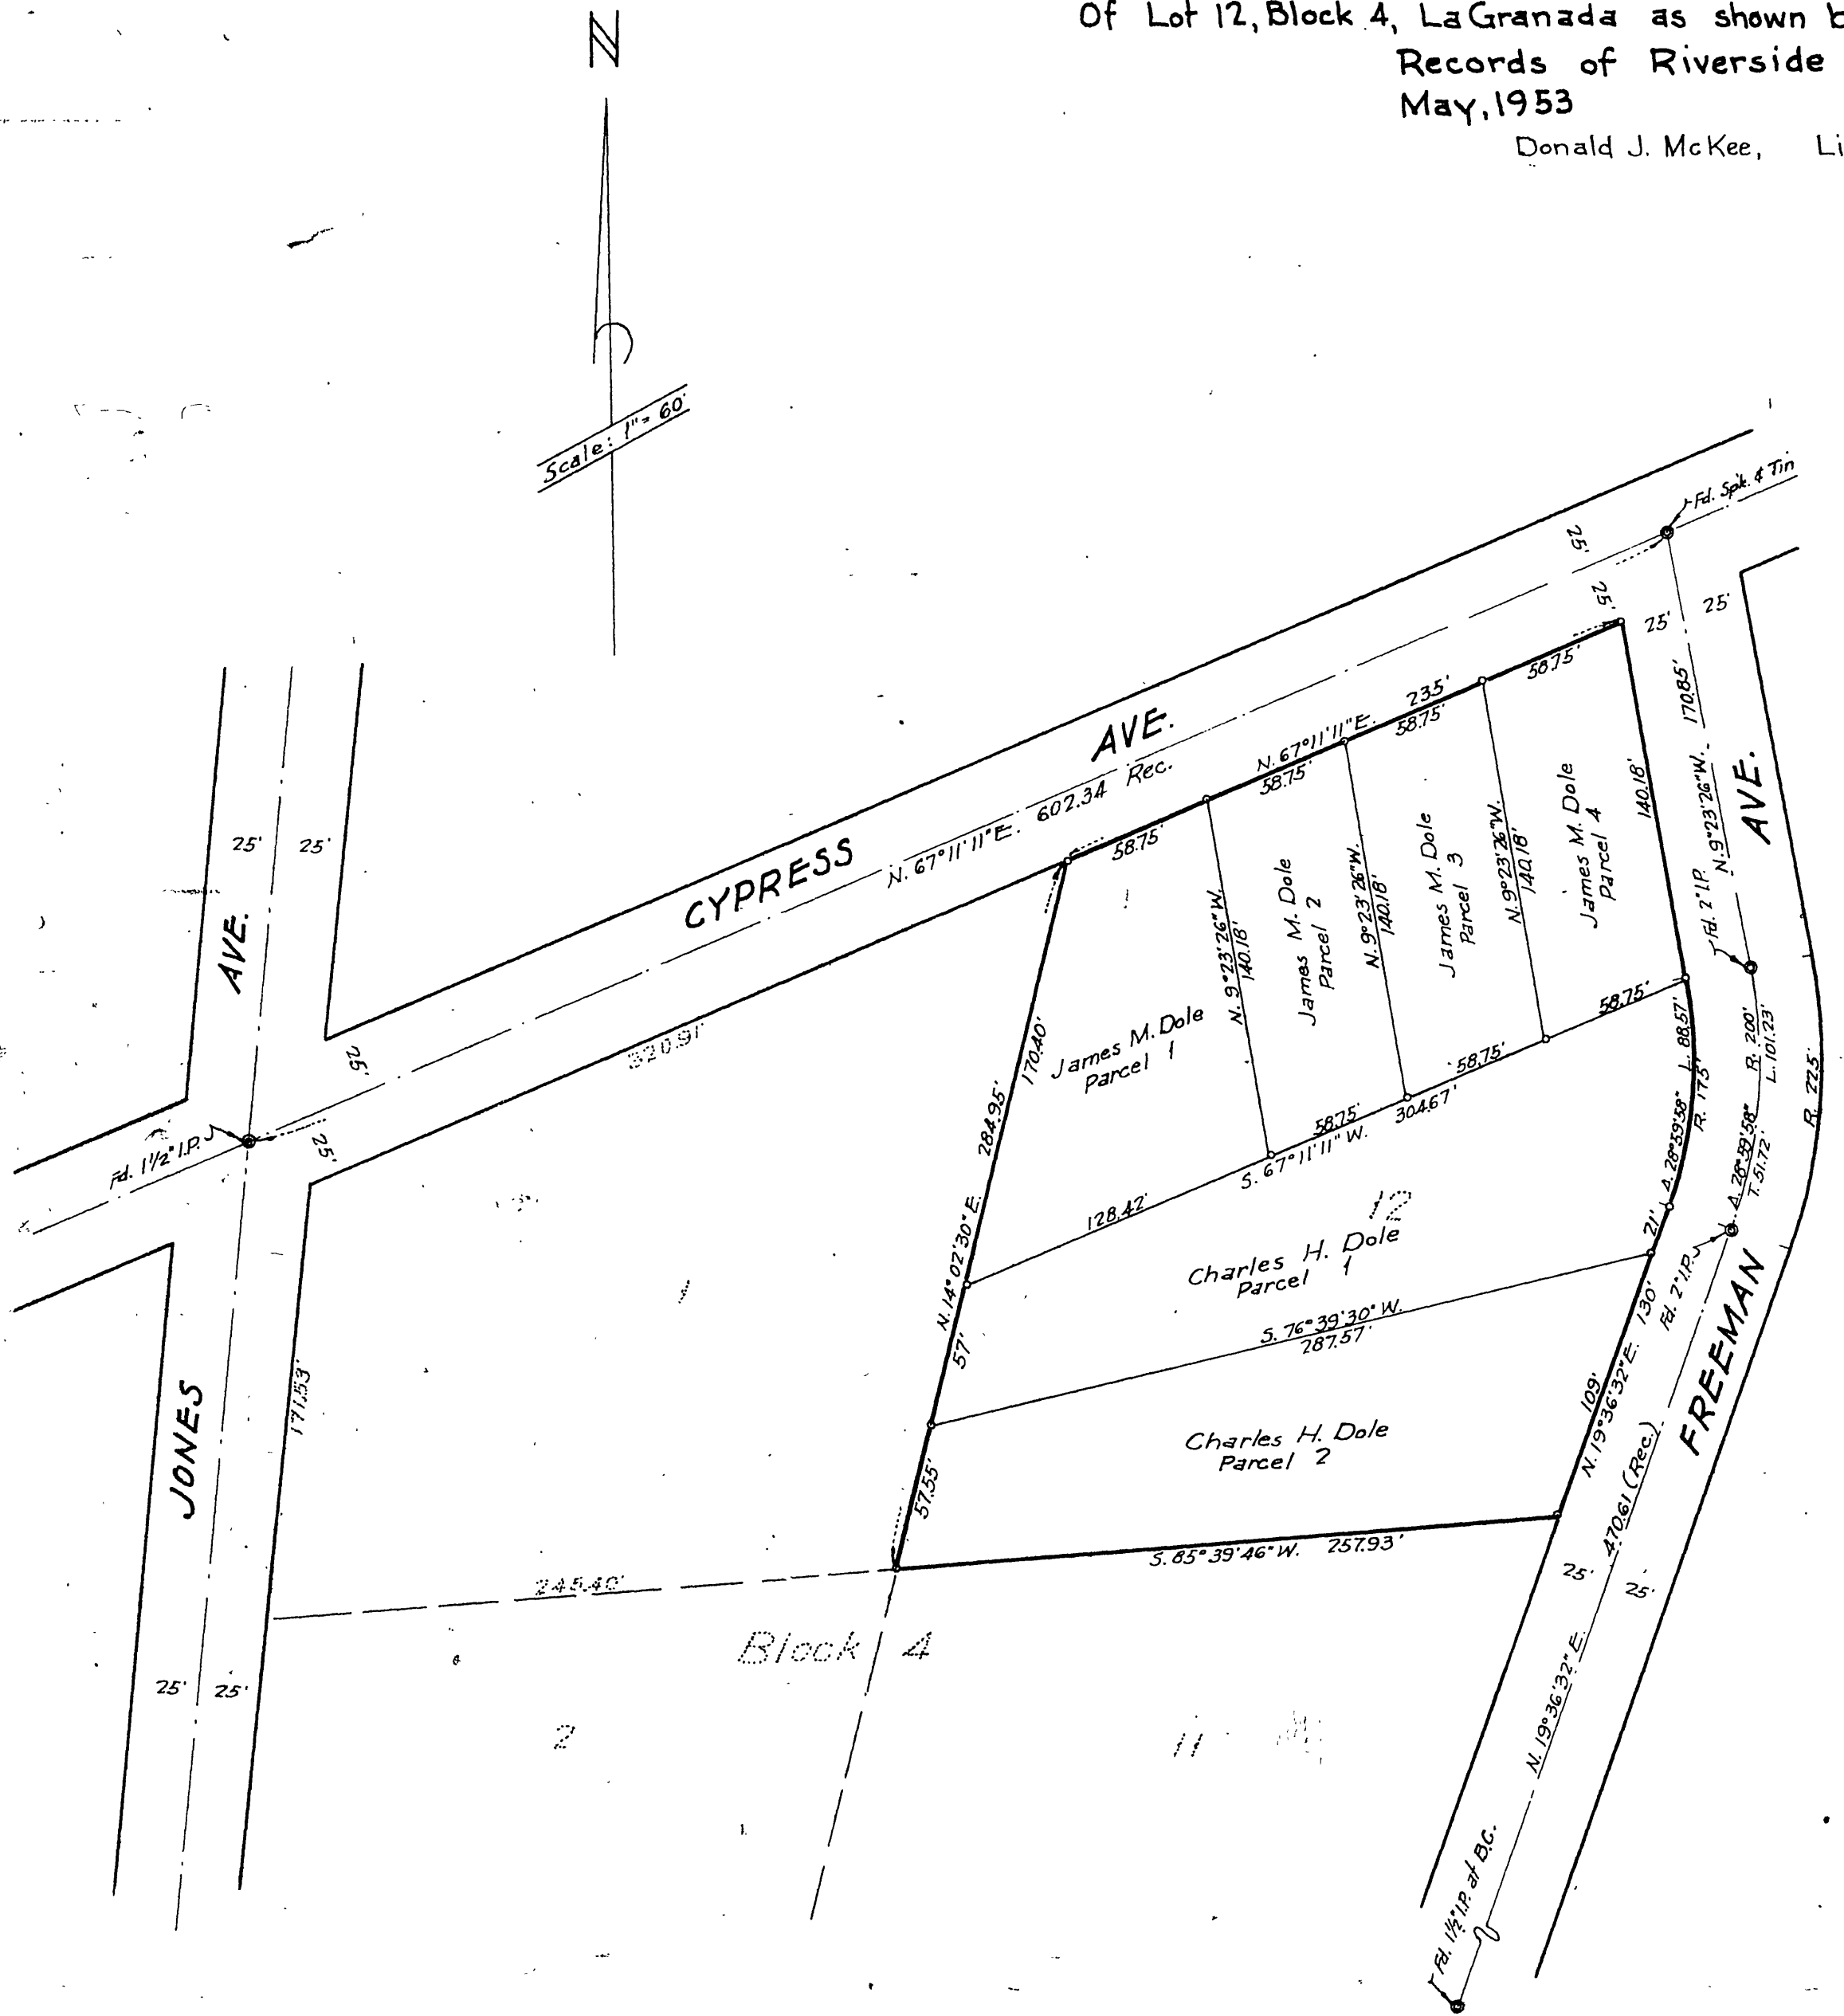 Of Lot 12, Block 4, LaGranada as shown b
Records of Riverside
May, 1953
Donald J. McKee, Li
N
Scale: 1" = 60'
Fd. Spk. & Tin
25'
25'
25'
25'
170.85'
N. 9°23'26"W.
AVE.
FREEMAN
Fd. 2" I.P.
R. 200'
L. 101.23'
Δ. 28°59'58"
T. 51.72'
R. 225'
Fd. 2" I.P.
CYPRESS
AVE.
N. 67°11'11"E. 602.34 Rec.
N. 67°11'11"E. 235'
58.75'
58.75'
58.75'
58.75'
140.18'
James M. Dole
Parcel 4
N. 9°23'26"W.
140.18'
James M. Dole
Parcel 3
N. 9°23'26"W.
140.18'
James M. Dole
Parcel 2
N. 9°23'26"W.
140.18'
James M. Dole
Parcel 1
58.75'
58.75'
58.75'
304.67'
S. 67°11'11" W.
128.42'
L. 88.57'
R. 175'
Δ. 28°59'58"
21'
130'
109'
N. 19°36'32"E.
170.40'
284.95'
N. 14°02'30"E.
57'
57.55'
12
Charles H. Dole
Parcel 1
S. 76°39'30" W.
287.57'
Charles H. Dole
Parcel 2
S. 85°39'46"W. 257.93'
470.61 (Rec.)
N. 19°36'32"E.
25'
25'
Fd. 1½" I.P. at B.C.
AVE.
JONES
25'
25'
25'
25'
Fd. 1 1/2" I.P.
320.91'
171.53'
1
245.40'
Block 4
2
11
25'
25'